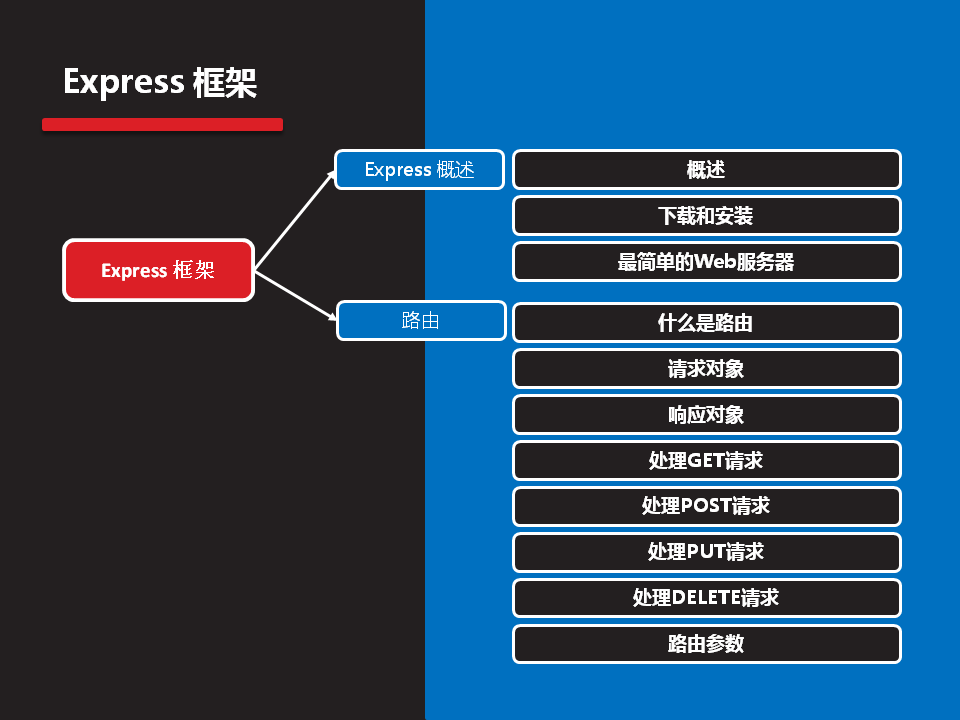 Express 框架
Express 框架
Express 概述
概述
下载和安装
最简单的Web服务器
路由
什么是路由
请求对象
响应对象
处理GET请求
处理POST请求
处理PUT请求
处理DELETE请求
路由参数